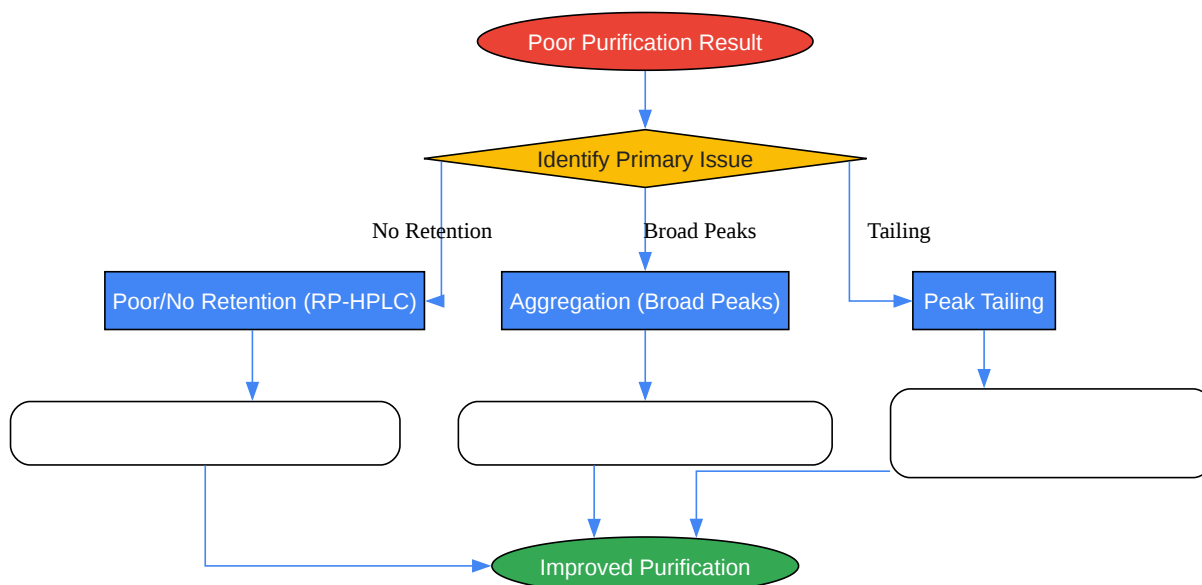 Poor Purification Result
Identify Primary Issue
No Retention
Broad Peaks
Tailing
Poor/No Retention (RP-HPLC)
Aggregation (Broad Peaks)
Peak Tailing
Improved Purification